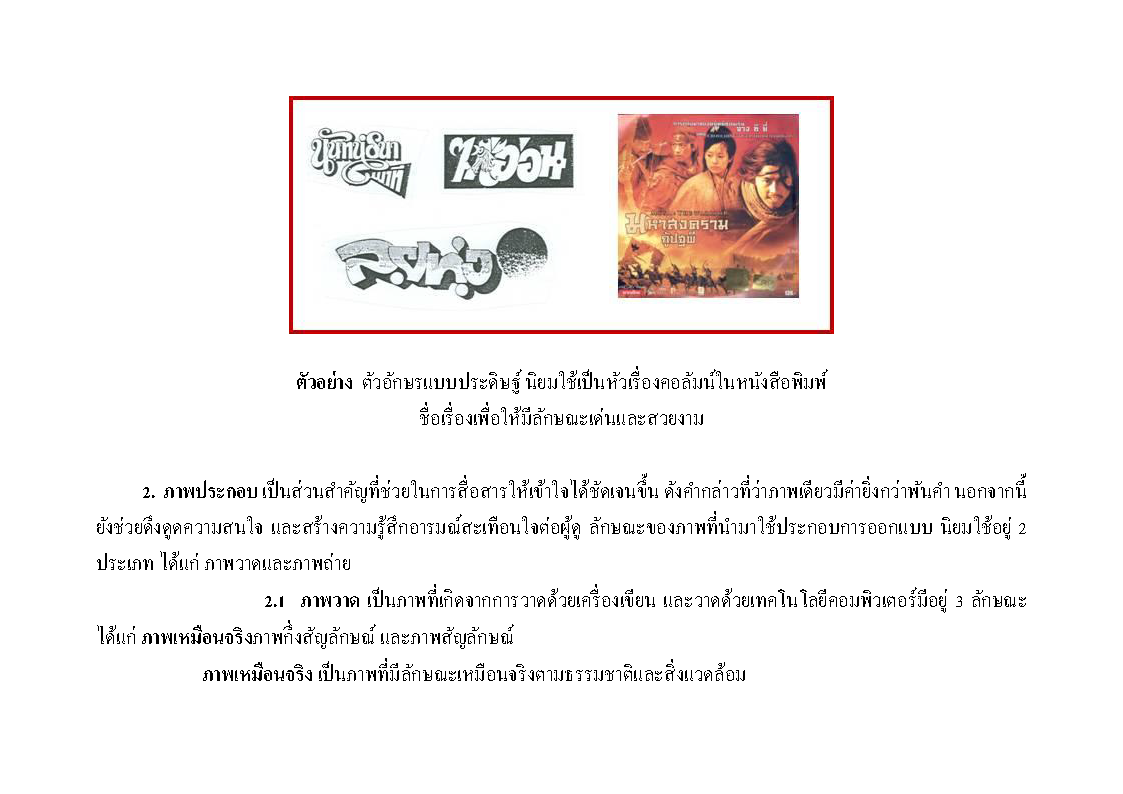 ไผ่อ่อน
ลุยทุ่ง
มหาสงคราม
กู้ปฐพี
ตัวอย่าง ตัวอักษรแบบประดิษฐ์ นิยมใช้เป็นหัวเรื่องคอลัมน์ในหนังสือพิมพ์
ชื่อเรื่องเพื่อให้มีลักษณะเด่นและสวยงาม
2. ภาพประกอบ เป็นส่วนสำคัญที่ช่วยในการสื่อสารให้เข้าใจได้ชัดเจนขึ้น ดังคำกล่าวที่ว่าภาพเดียวมีค่ายิ่งกว่าพันคำ นอกจากนี้
ยังช่วยดึงดูดความสนใจ และสร้างความรู้สึกอารมณ์สะเทือนใจต่อผู้ดู ลักษณะของภาพที่นำมาใช้ประกอบการออกแบบ นิยมใช้อยู่ 2
ประเภท ได้แก่ ภาพวาดและภาพถ่าย
2.1 ภาพวาด เป็นภาพที่เกิดจากการวาดด้วยเครื่องเขียน และวาดด้วยเทคโนโลยีคอมพิวเตอร์มีอยู่ 3 ลักษณะ
ได้แก่ ภาพเหมือนจริงภาพกึ่งสัญลักษณ์ และภาพสัญลักษณ์
ภาพเหมือนจริง เป็นภาพที่มีลักษณะเหมือนจริงตามธรรมชาติและสิ่งแวดล้อม